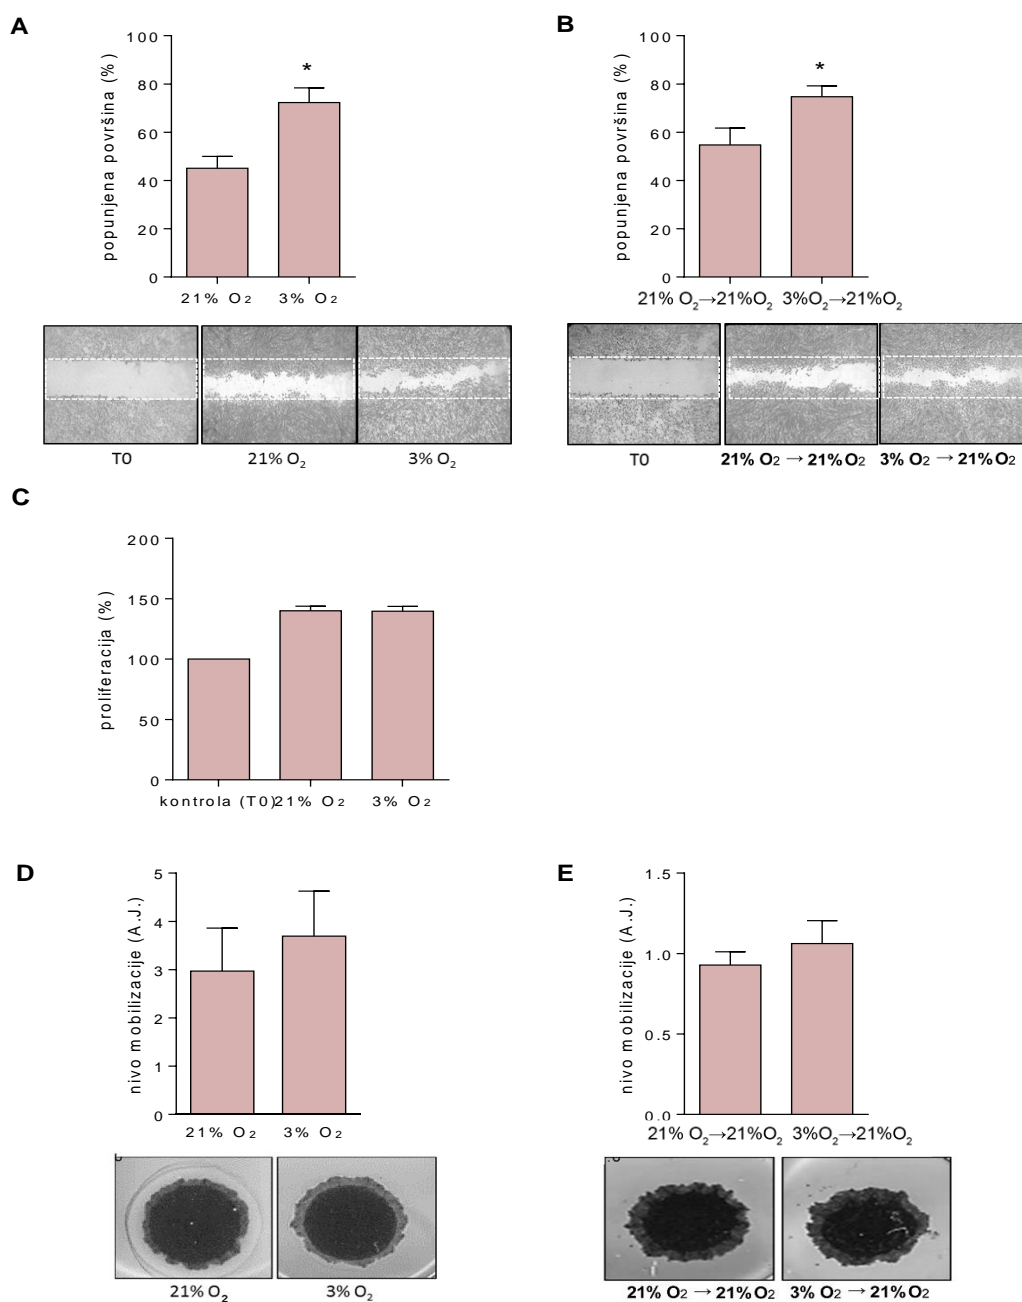 A
popunjena površina (%)
100
80
60
40
20
0
*
21% O₂ 3% O₂
T0 21% O₂ 3% O₂
B
popunjena površina (%)
100
80
60
40
20
0
*
21% O₂→21%O₂ 3%O₂→21%O₂
T0 21% O₂ → 21% O₂ 3% O₂ → 21% O₂
C
proliferacija (%)
200
150
100
50
0
kontrola (T0) 21% O₂ 3% O₂
D
nivo mobilizacije (A.J.)
5
4
3
2
1
0
21% O₂ 3% O₂
21% O₂ 3% O₂
E
nivo mobilizacije (A.J.)
1.5
1.0
0.5
0.0
21% O₂→21%O₂ 3%O₂→21%O₂
21% O₂ → 21% O₂ 3% O₂ → 21% O₂